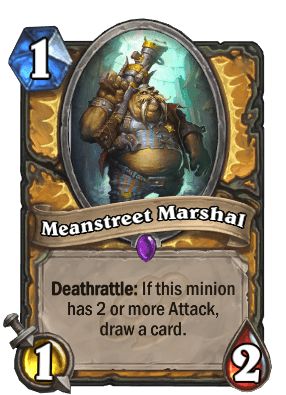 1
Meanstreet Marshal
Deathrattle: If this minion
has 2 or more Attack,
draw a card.
1
2